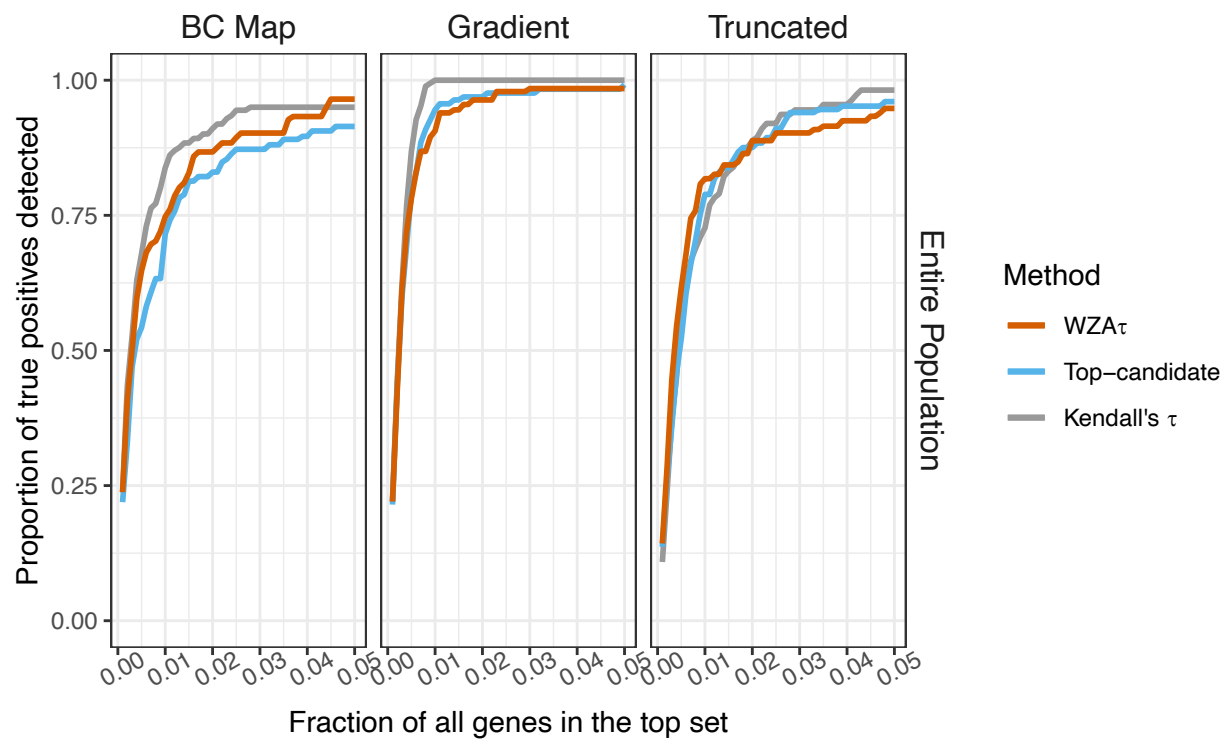 BC Map
Gradient
Truncated
Proportion of true positives detected
1.00
0.75
0.50
0.25
0.00
0.00 0.01 0.02 0.03 0.04 0.05
0.00 0.01 0.02 0.03 0.04 0.05
0.00 0.01 0.02 0.03 0.04 0.05
Fraction of all genes in the top set
Entire Population
Method
WZAτ
Top−candidate
Kendall's τ